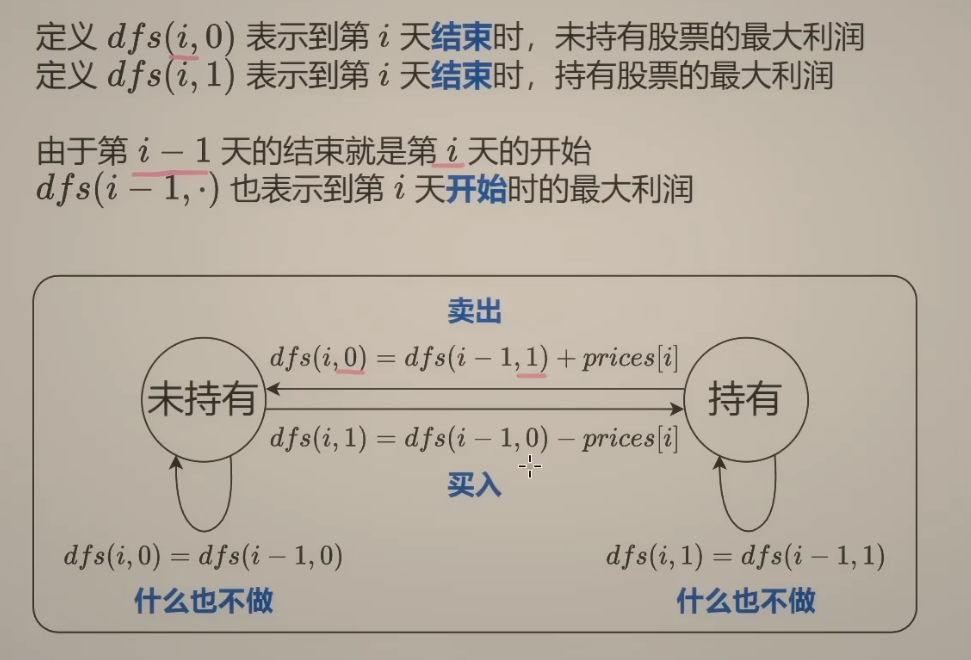 定义 dfs(i, 0) 表示到第 i 天结束时，未持有股票的最大利润
定义 dfs(i, 1) 表示到第 i 天结束时，持有股票的最大利润
由于第 i − 1 天的结束就是第 i 天的开始
dfs(i − 1, ·) 也表示到第 i 天开始时的最大利润
卖出
dfs(i, 0) = dfs(i − 1, 1) + prices[i]
未持有
持有
dfs(i, 1) = dfs(i − 1, 0) − prices[i]
买入
dfs(i, 0) = dfs(i − 1, 0)
dfs(i, 1) = dfs(i − 1, 1)
什么也不做
什么也不做